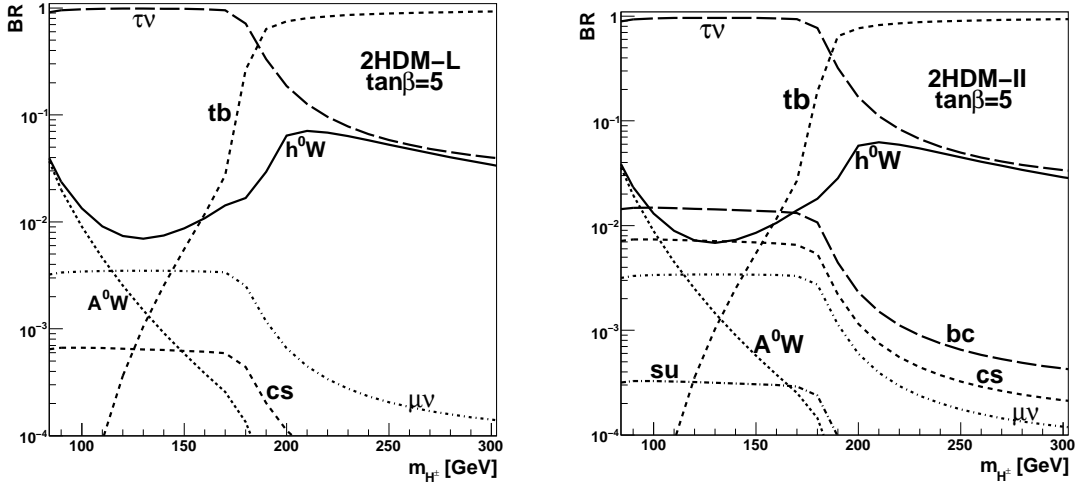 BR
1
10⁻¹
10⁻²
10⁻³
10⁻⁴
τν
2HDM−L
tanβ=5
tb
h⁰W
A⁰W
cs
μν
100
150
200
250
300
m_H± [GeV]
BR
1
10⁻¹
10⁻²
10⁻³
10⁻⁴
τν
2HDM−II
tanβ=5
tb
h⁰W
A⁰W
bc
su
cs
μν
100
150
200
250
300
m_H± [GeV]